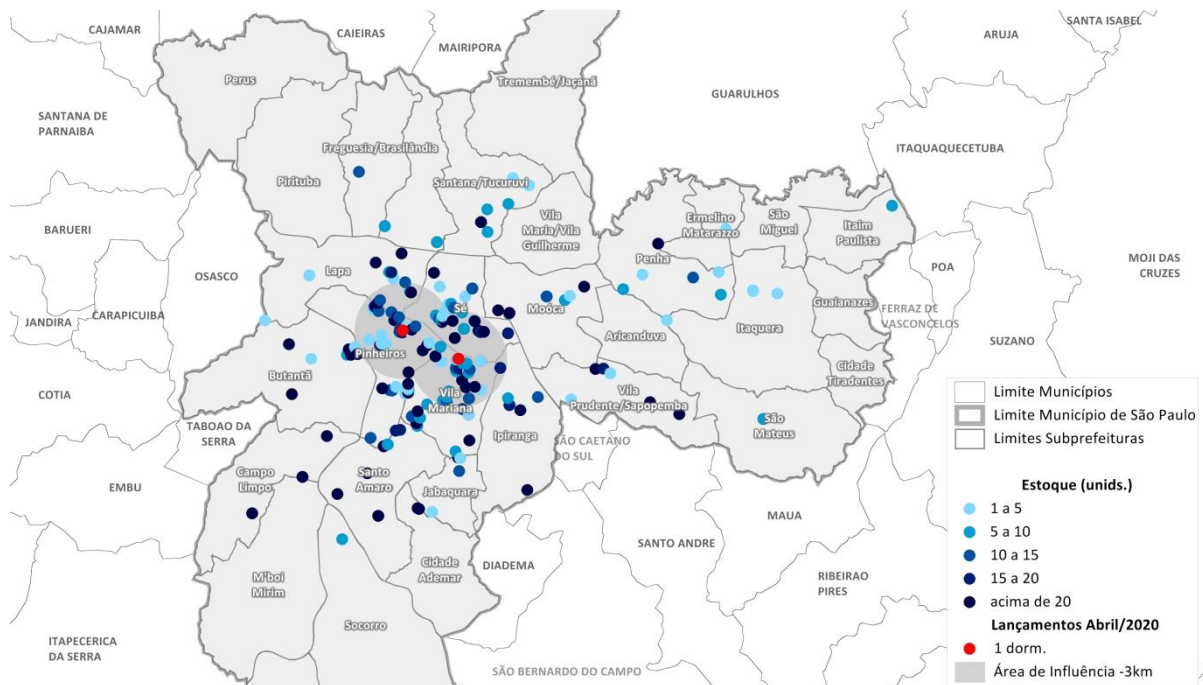 SANTA ISABEL
CAJAMAR
CAIEIRAS
ARUJA
MAIRIPORA
Perus
Tremembé/Jaçanã
GUARULHOS
SANTANA DE
PARNAIBA
ITAQUAQUECETUBA
Freguesia/Brasilândia
Pirituba
Santana/Tucuruvi
Vila
Maria/Vila
Guilherme
Ermelino
Matarazzo
São
Miguel
Itaim
Paulista
BARUERI
Penha
MOJI DAS
CRUZES
OSASCO
Lapa
POA
Sé
Moóca
Guaianazes
FERRAZ DE
VASCONCELOS
JANDIRA
CARAPICUIBA
Aricanduva
Itaquera
SUZANO
Pinheiros
Butantã
Cidade
Tiradentes
COTIA
Vila
Mariana
Vila
Prudente/Sapopemba
TABOAO DA
SERRA
Ipiranga
SÃO CAETANO
DO SUL
São
Mateus
Campo
Limpo
Santo
Amaro
EMBU
Jabaquara
MAUA
SANTO ANDRE
Cidade
Ademar
DIADEMA
M'boi
Mirim
RIBEIRAO
PIRES
Socorro
ITAPECERICA
DA SERRA
SÃO BERNARDO DO CAMPO
Limite Municípios
Limite Município de São Paulo
Limites Subprefeituras
Estoque (unids.)
1 a 5
5 a 10
10 a 15
15 a 20
acima de 20
Lançamentos Abril/2020
1 dorm.
Área de Influência -3km